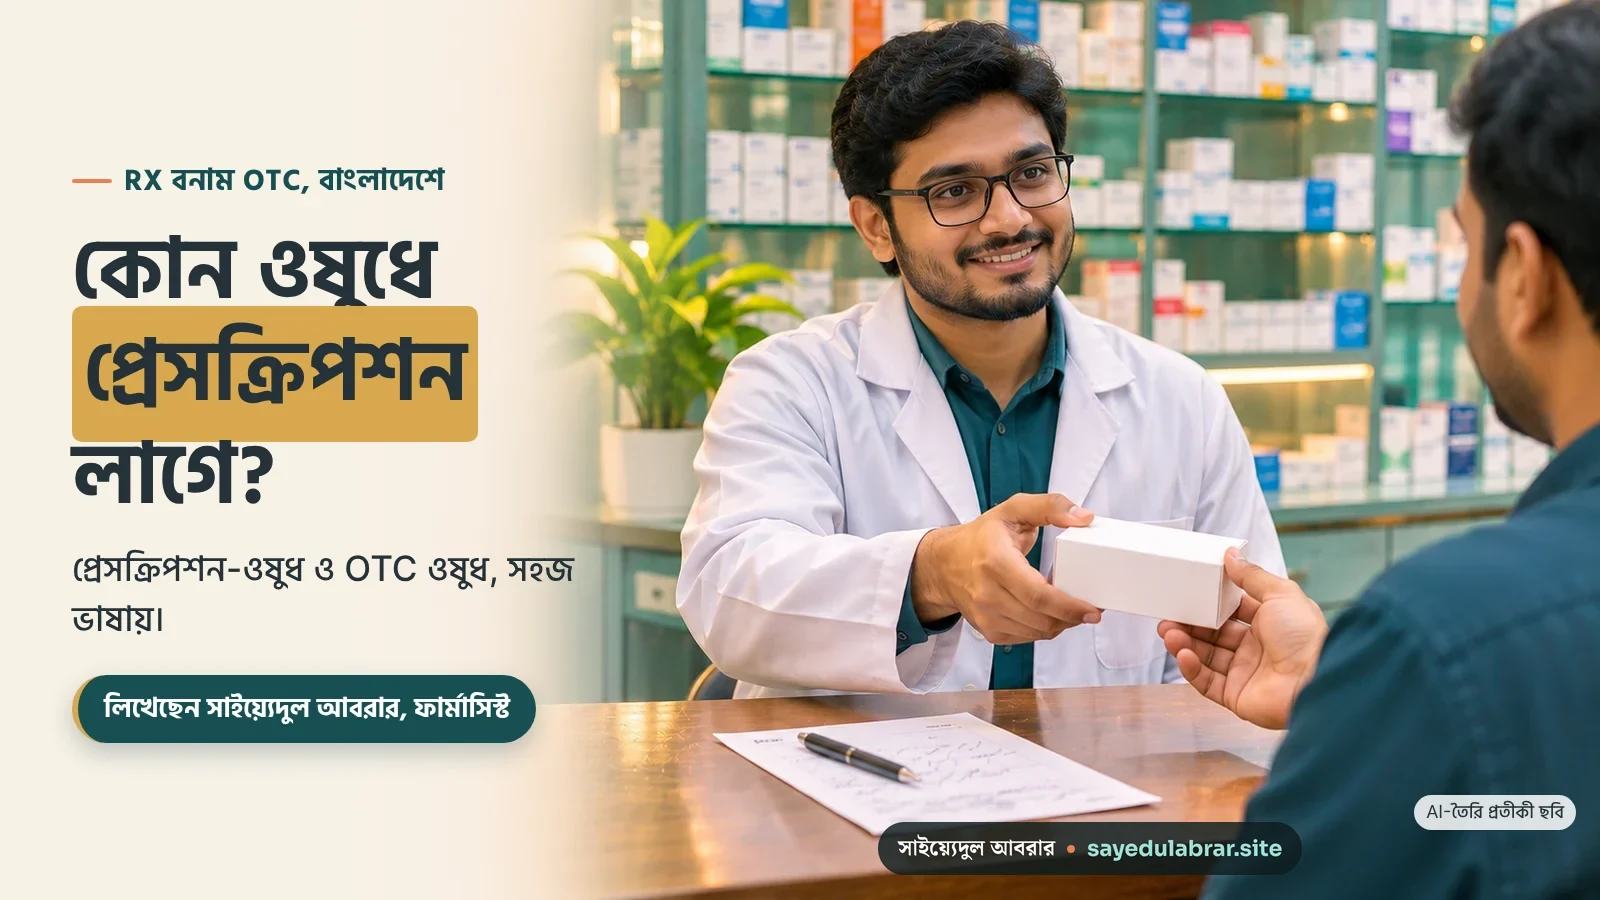 RX বনাম OTC, বাংলাদেশে
কোন ওষুধে
প্রেসক্রিপশন
লাগে?
প্রেসক্রিপশন-ওষুধ ও OTC ওষুধ, সহজ
ভাষায়।
লিখেছেন সাইয়্যেদুল আবরার, ফার্মাসিস্ট
AI-তৈরি প্রতীকী ছবি
সাইয়্যেদুল আবরার • sayedulabrar.site